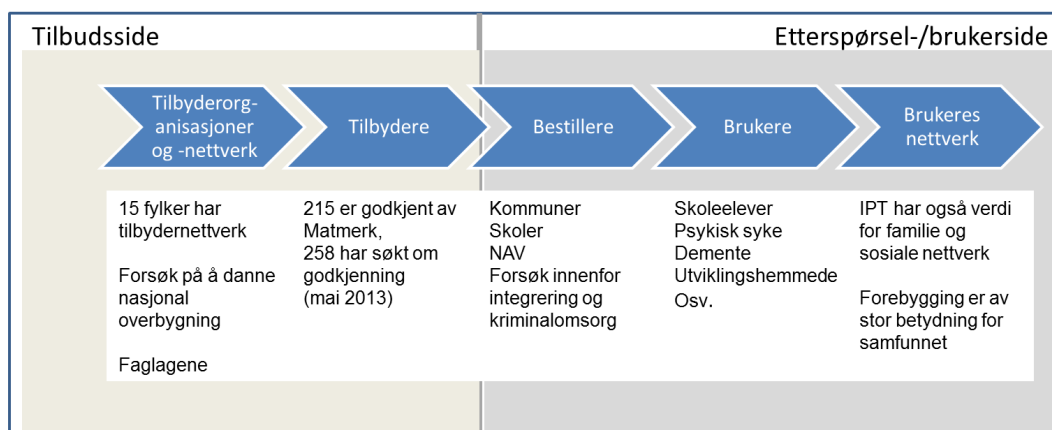 Tilbudsside
Etterspørsel-/brukerside
Tilbyderorg-
anisasjoner
og -nettverk
Tilbydere
Bestillere
Brukere
Brukeres
nettverk
15 fylker har
tilbydernettverk
Forsøk på å danne
nasjonal
overbygning
Faglagene
215 er godkjent av
Matmerk,
258 har søkt om
godkjenning
(mai 2013)
Kommuner
Skoler
NAV
Forsøk innenfor
integrering og
kriminalomsorg
Skoleelever
Psykisk syke
Demente
Utviklingshemmede
Osv.
IPT har også verdi
for familie og
sosiale nettverk
Forebygging er av
stor betydning for
samfunnet